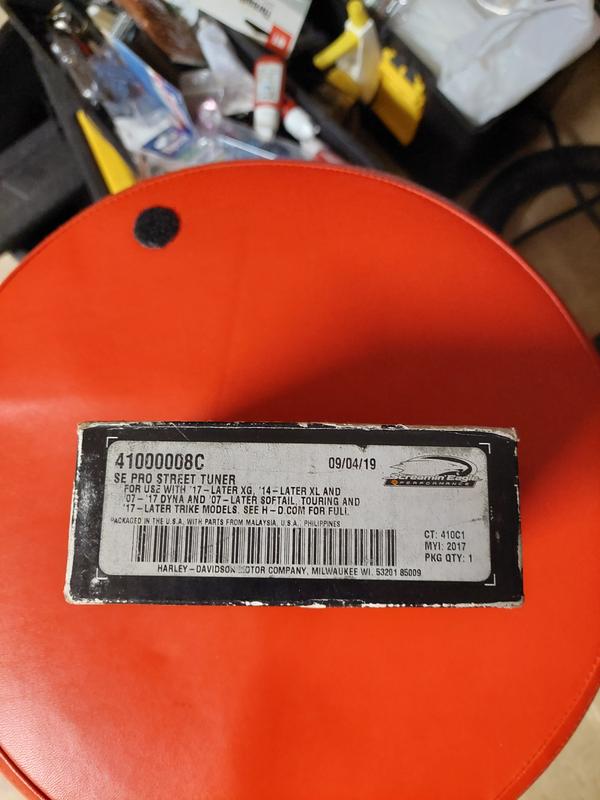 41000008C
09/04/19
Screamin' Eagle
PERFORMANCE
SE PRO STREET TUNER
FOR USE WITH '17-LATER XG, '14-LATER XL AND
'07-'17 DYNA AND '07-LATER SOFTAIL, TOURING AND
'17-LATER TRIKE MODELS. SEE H-D.COM FOR FULL
PACKAGED IN THE U.S.A. WITH PARTS FROM MALAYSIA, U.S.A., PHILIPPINES
CT: 410C1
MYI: 2017
PKG QTY: 1
HARLEY-DAVIDSON MOTOR COMPANY, MILWAUKEE WI. 53201 85009